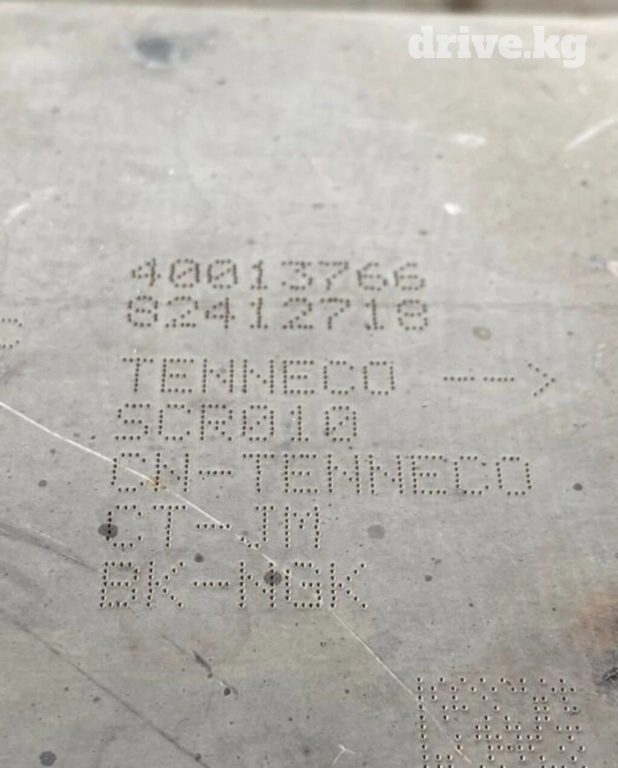 drive.kg
40013766
82412718
TENNECO -->
SCR010
CN-TENNECO
CT-JM
BK-NGK